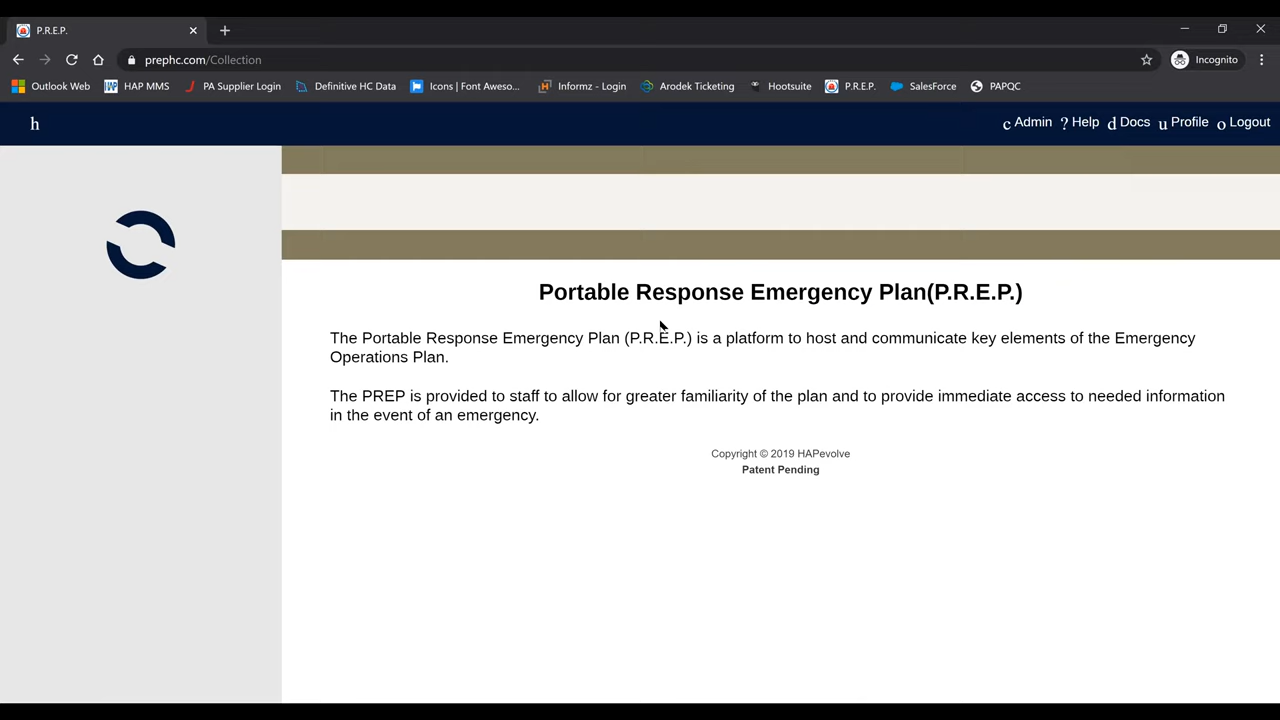 P.R.E.P.
prephc.com/Collection
Incognito
Outlook Web HAP MMS PA Supplier Login Definitive HC Data Icons | Font Aweso... Informz - Login Arodek Ticketing Hootsuite P.R.E.P. SalesForce PAPQC
h c Admin ? Help d Docs u Profile o Logout
Portable Response Emergency Plan(P.R.E.P.)
The Portable Response Emergency Plan (P.R.E.P.) is a platform to host and communicate key elements of the Emergency
Operations Plan.
The PREP is provided to staff to allow for greater familiarity of the plan and to provide immediate access to needed information
in the event of an emergency.
Copyright © 2019 HAPevolve
Patent Pending